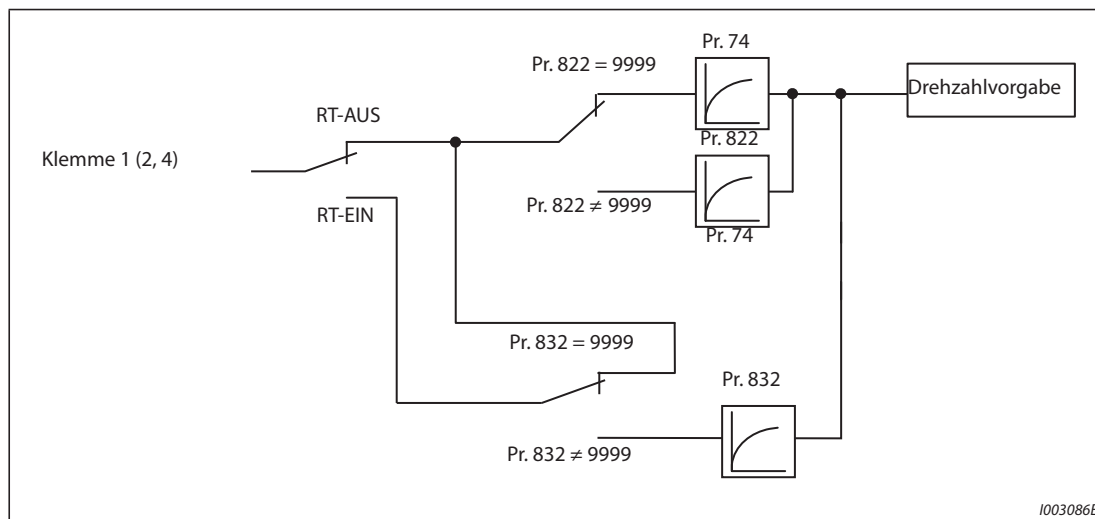 Pr. 74
Pr. 822 = 9999
Drehzahlvorgabe
RT-AUS
Pr. 822
Klemme 1 (2, 4)
Pr. 822 ≠ 9999
RT-EIN
Pr. 74
Pr. 832 = 9999
Pr. 832
Pr. 832 ≠ 9999
I003086E